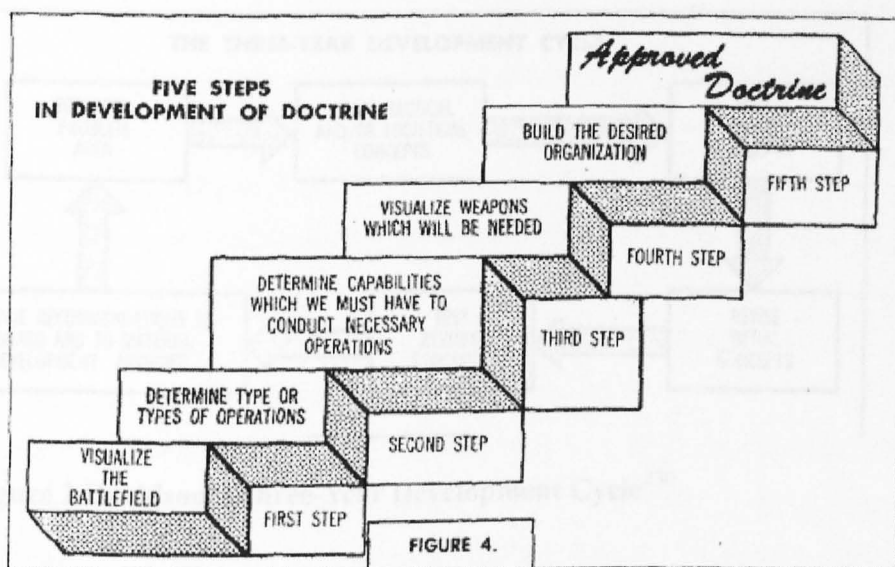 FIVE STEPS
IN DEVELOPMENT OF DOCTRINE
Approved
Doctrine
BUILD THE DESIRED
ORGANIZATION
FIFTH STEP
VISUALIZE WEAPONS
WHICH WILL BE NEEDED
FOURTH STEP
DETERMINE CAPABILITIES
WHICH WE MUST HAVE TO
CONDUCT NECESSARY
OPERATIONS
THIRD STEP
DETERMINE TYPE OR
TYPES OF OPERATIONS
SECOND STEP
VISUALIZE
THE
BATTLEFIELD
FIRST STEP
FIGURE 4.